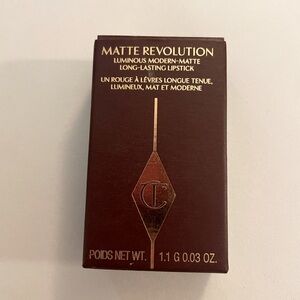 MATTE REVOLUTION
LUMINOUS MODERN-MATTE
LONG-LASTING LIPSTICK
UN ROUGE À LÈVRES LONGUE TENUE,
LUMINEUX, MAT ET MODERNE
CT
POIDS NET WT. 1.1 G 0.03 OZ.